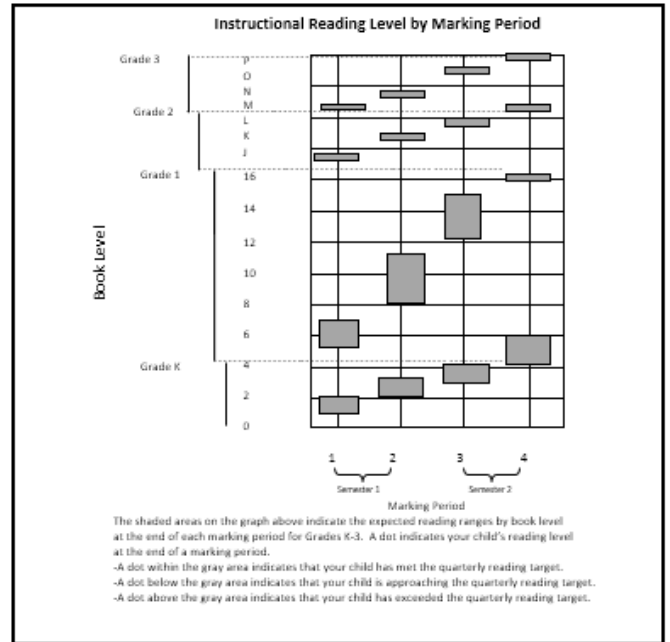 Instructional Reading Level by Marking Period
Grade 3
P
O
N
M
Grade 2
L
K
J
Grade 1
16
14
12
10
8
6
4
Grade K
2
0
Book Level
1 2 3 4
Semester 1 Semester 2
Marking Period
The shaded areas on the graph above indicate the expected reading ranges by book level
at the end of each marking period for Grades K-3. A dot indicates your child's reading level
at the end of a marking period.
-A dot within the gray area indicates that your child has met the quarterly reading target.
-A dot below the gray area indicates that your child is approaching the quarterly reading target.
-A dot above the gray area indicates that your child has exceeded the quarterly reading target.